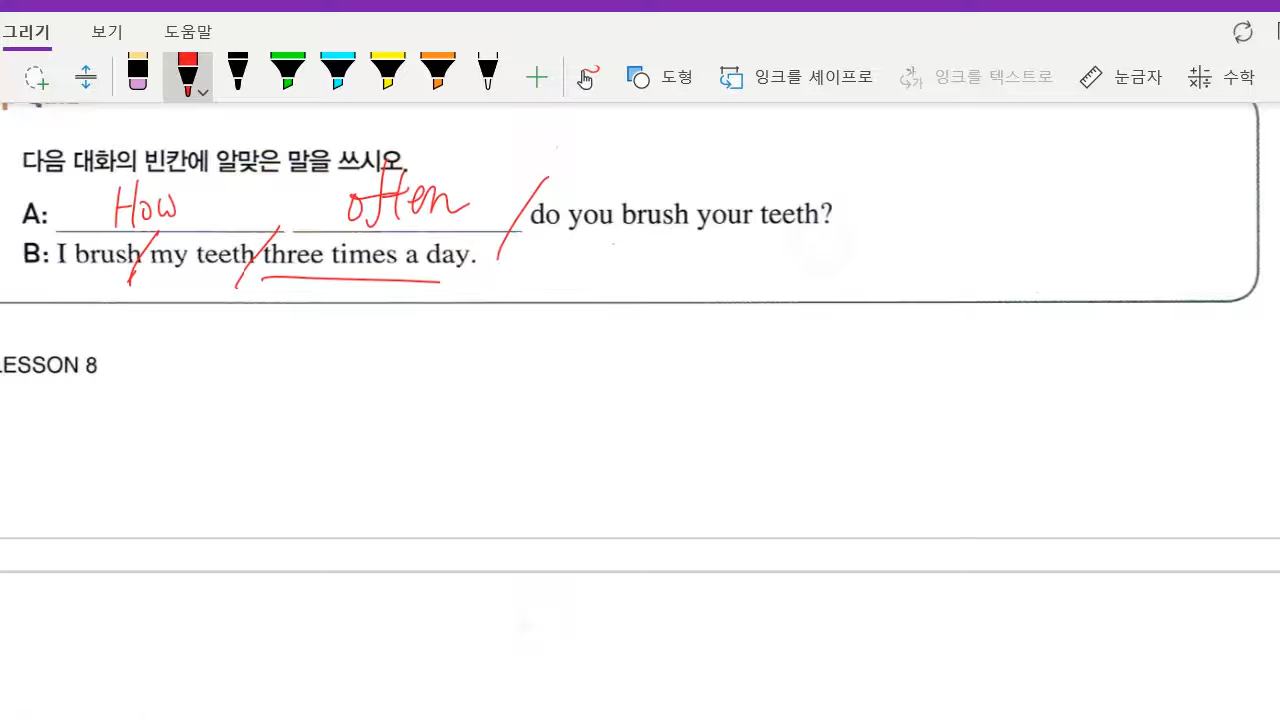 그리기 보기 도움말
도형 잉크를 셰이프로 잉크를 텍스트로 눈금자 수학
다음 대화의 빈칸에 알맞은 말을 쓰시오.
A: How often do you brush your teeth?
B: I brush my teeth three times a day.
LESSON 8